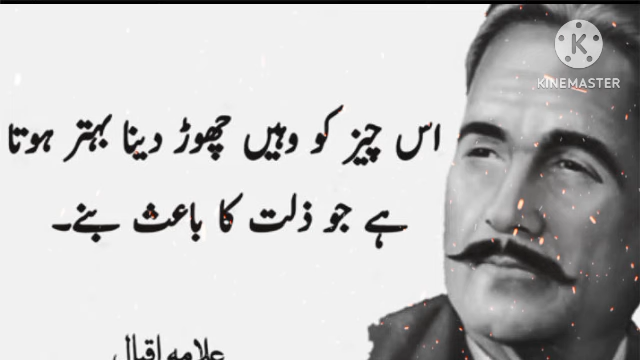 KINEMASTER
اس چیز کو وہیں چھوڑ دینا بہتر ہوتا
ہے جو ذلت کا باعث بنے۔
علامہ اقبال